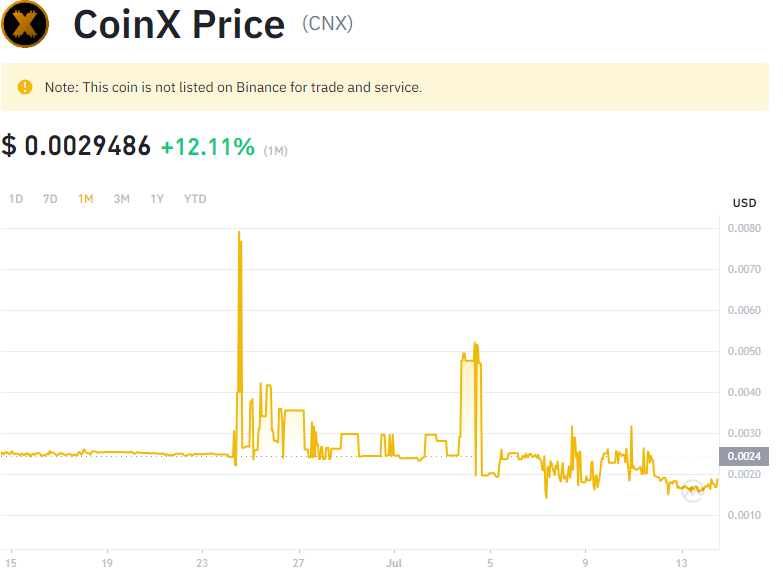 CoinX Price (CNX)
Note: This coin is not listed on Binance for trade and service.
$ 0.0029486 +12.11% (1M)
1D 7D 1M 3M 1Y YTD
USD
0.0080
0.0070
0.0060
0.0050
0.0040
0.0030
0.0024
0.0020
0.0010
15 19 23 27 Jul 5 9 13